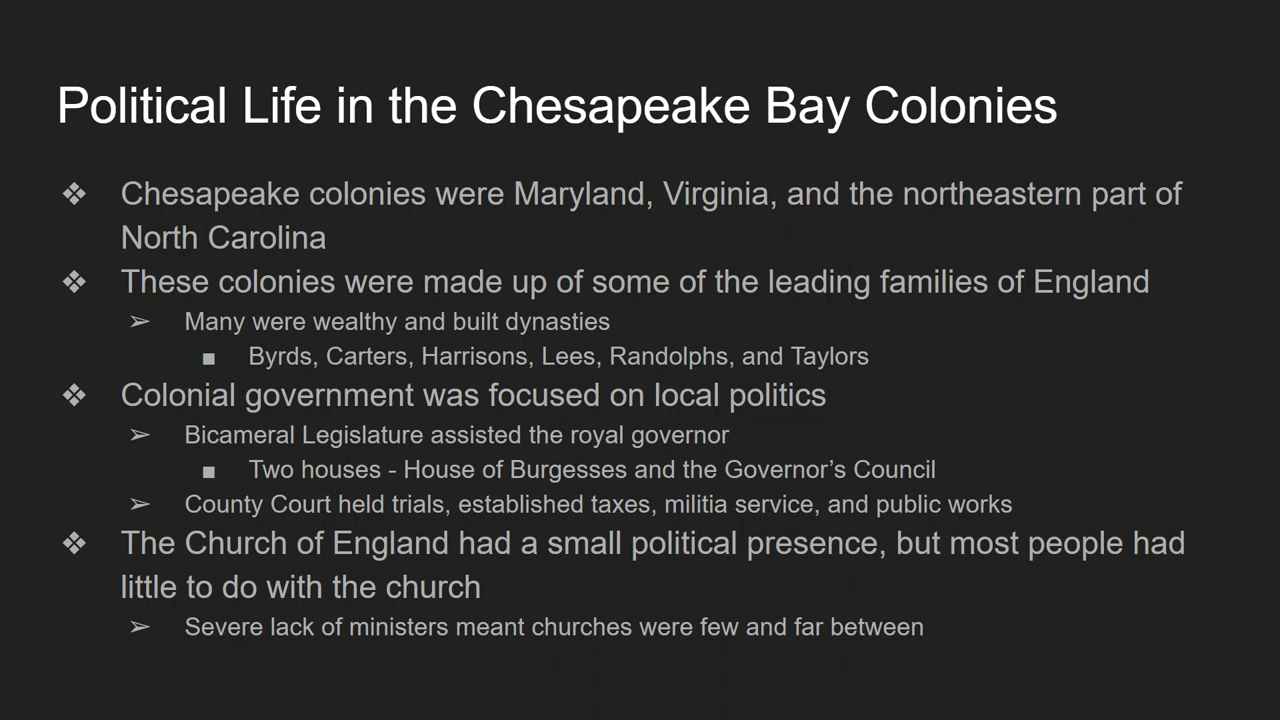 Political Life in the Chesapeake Bay Colonies
❖ Chesapeake colonies were Maryland, Virginia, and the northeastern part of
North Carolina
❖ These colonies were made up of some of the leading families of England
➢ Many were wealthy and built dynasties
■ Byrds, Carters, Harrisons, Lees, Randolphs, and Taylors
❖ Colonial government was focused on local politics
➢ Bicameral Legislature assisted the royal governor
■ Two houses - House of Burgesses and the Governor’s Council
➢ County Court held trials, established taxes, militia service, and public works
❖ The Church of England had a small political presence, but most people had
little to do with the church
➢ Severe lack of ministers meant churches were few and far between